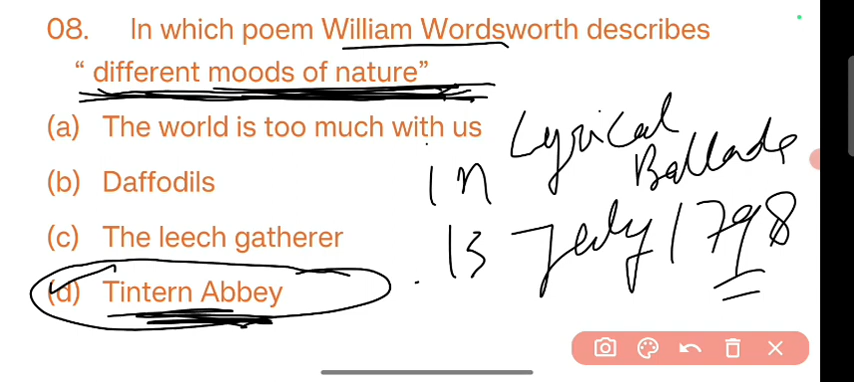 08. In which poem William Wordsworth describes
“ different moods of nature”
(a) The world is too much with us
(b) Daffodils
(c) The leech gatherer
(d) Tintern Abbey
in Lyrical
Ballads
13 July 1798